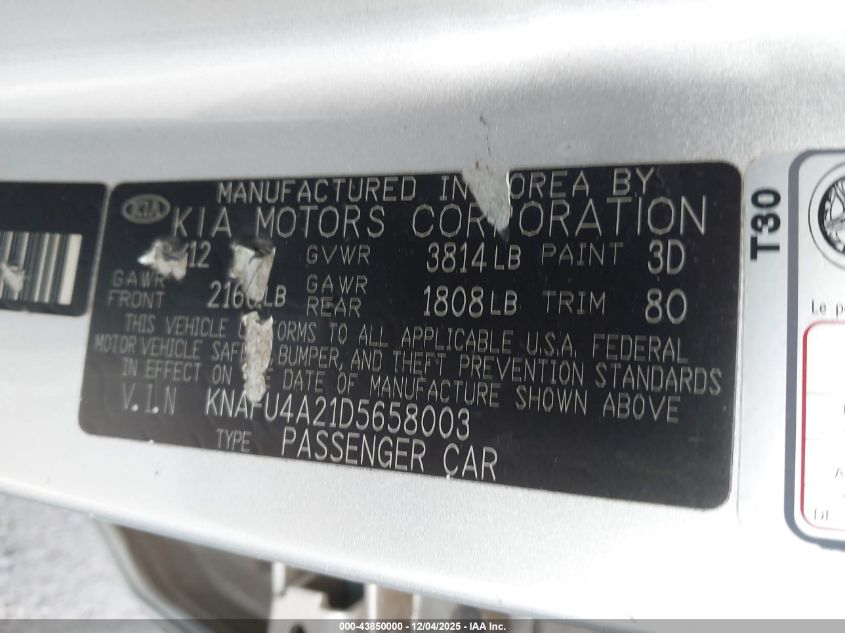 MANUFACTURED IN KOREA BY
KIA
KIA MOTORS CORPORATION
12 GVWR 3814 LB PAINT 3D
GAWR FRONT 2166LB GAWR REAR 1808 LB TRIM 80
THIS VEHICLE CONFORMS TO ALL APPLICABLE U.S.A. FEDERAL
MOTOR VEHICLE SAFETY, BUMPER, AND THEFT PREVENTION STANDARDS
IN EFFECT ON THE DATE OF MANUFACTURE SHOWN ABOVE
V.I.N KNAFU4A21D5658003
TYPE PASSENGER CAR
T30
Le po
000-43850000 - 12/04/2025 - IAA Inc.